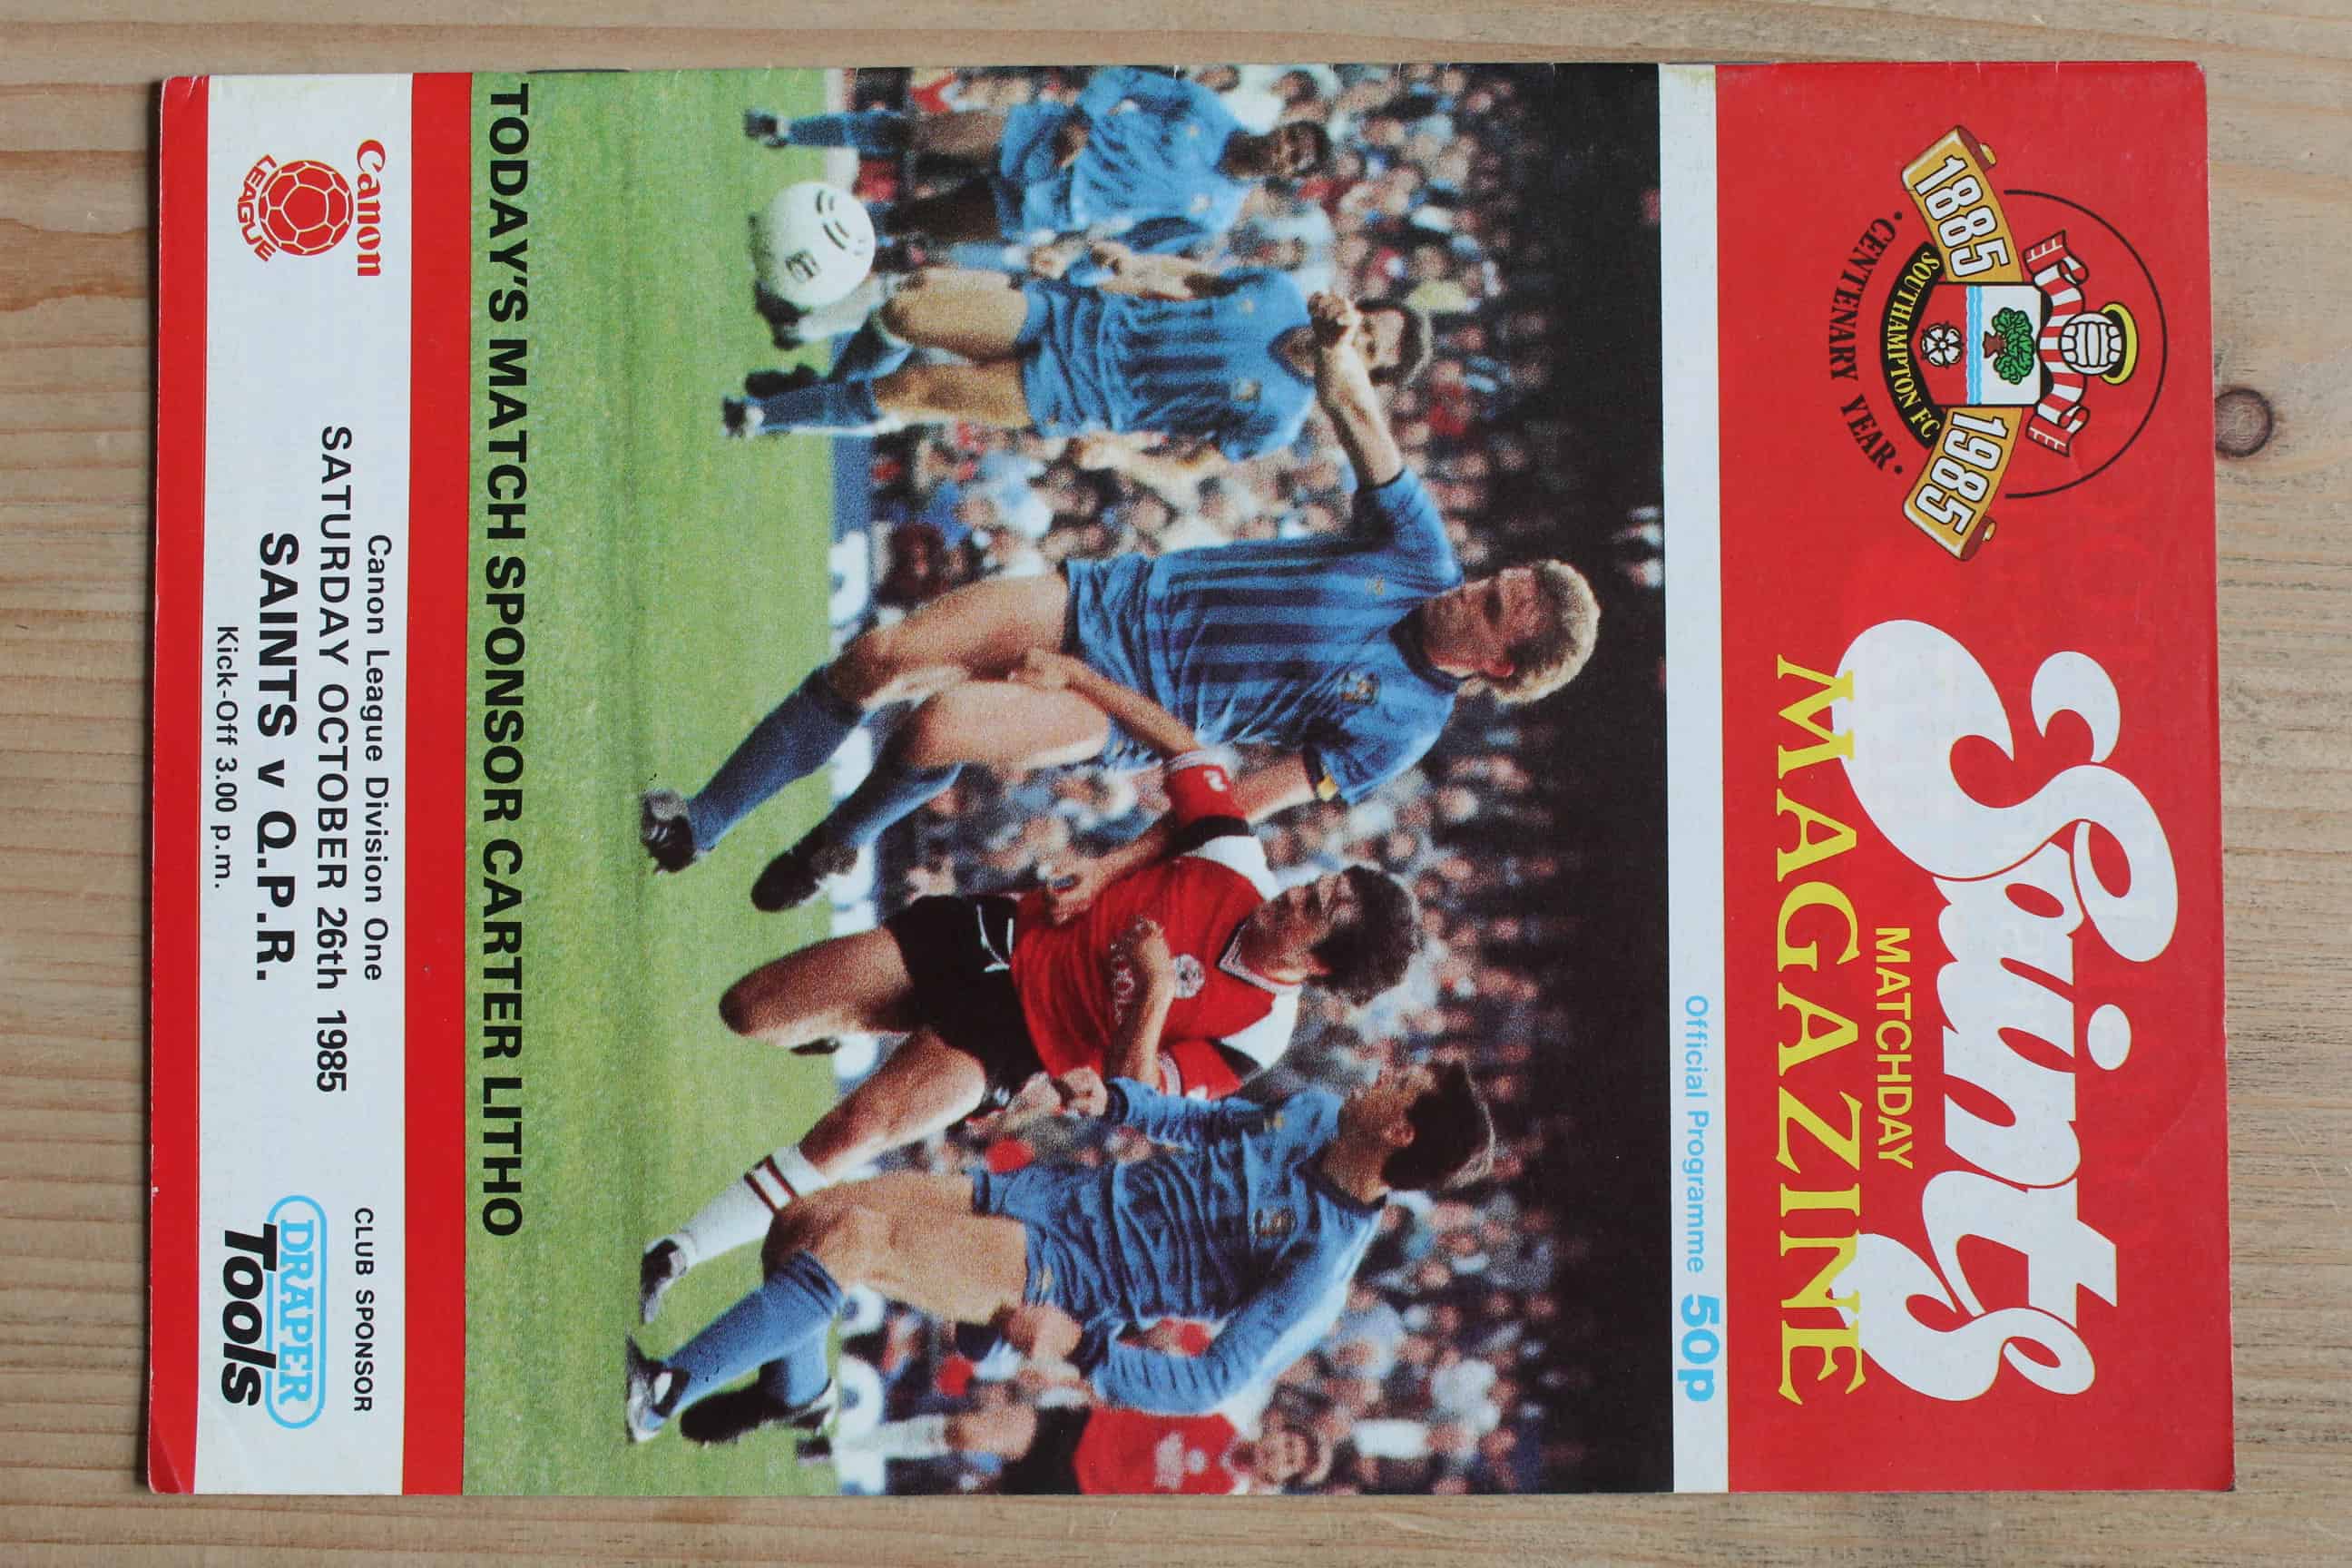 1885
1985
SOUTHAMPTON FC
• CENTENARY YEAR •
Saints
MATCHDAY
MAGAZINE
Official Programme 50p
TODAY'S MATCH SPONSOR CARTER LITHO
Canon
LEAGUE
Canon League Division One
SATURDAY OCTOBER 26th 1985
SAINTS v Q.P.R.
Kick-Off 3.00 p.m.
CLUB SPONSOR
DRAPER
Tools